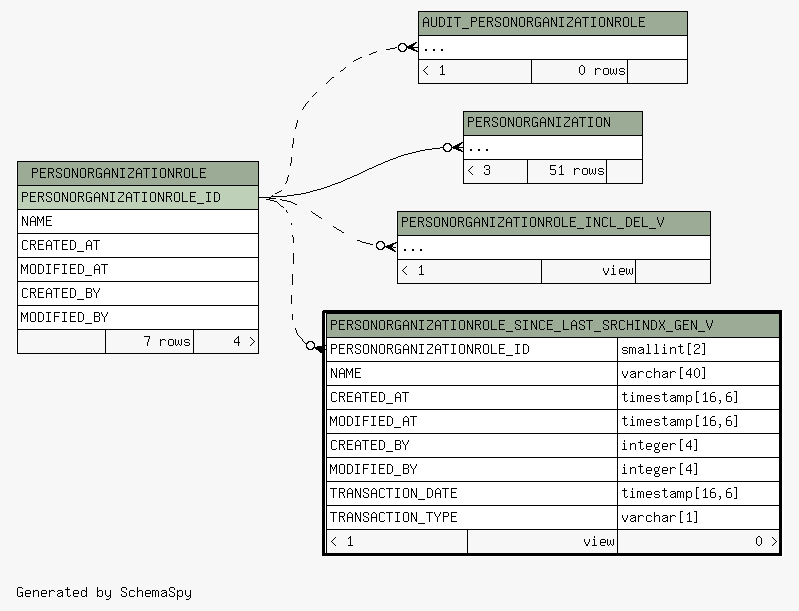 AUDIT_PERSONORGANIZATIONROLE
...
< 1 0 rows
PERSONORGANIZATION
...
< 3 51 rows
PERSONORGANIZATIONROLE
PERSONORGANIZATIONROLE_ID
NAME
CREATED_AT
MODIFIED_AT
CREATED_BY
MODIFIED_BY
7 rows 4 >
PERSONORGANIZATIONROLE_INCL_DEL_V
...
< 1 view
PERSONORGANIZATIONROLE_SINCE_LAST_SRCHINDX_GEN_V
PERSONORGANIZATIONROLE_ID smallint[2]
NAME varchar[40]
CREATED_AT timestamp[16,6]
MODIFIED_AT timestamp[16,6]
CREATED_BY integer[4]
MODIFIED_BY integer[4]
TRANSACTION_DATE timestamp[16,6]
TRANSACTION_TYPE varchar[1]
< 1 view 0 >
Generated by SchemaSpy